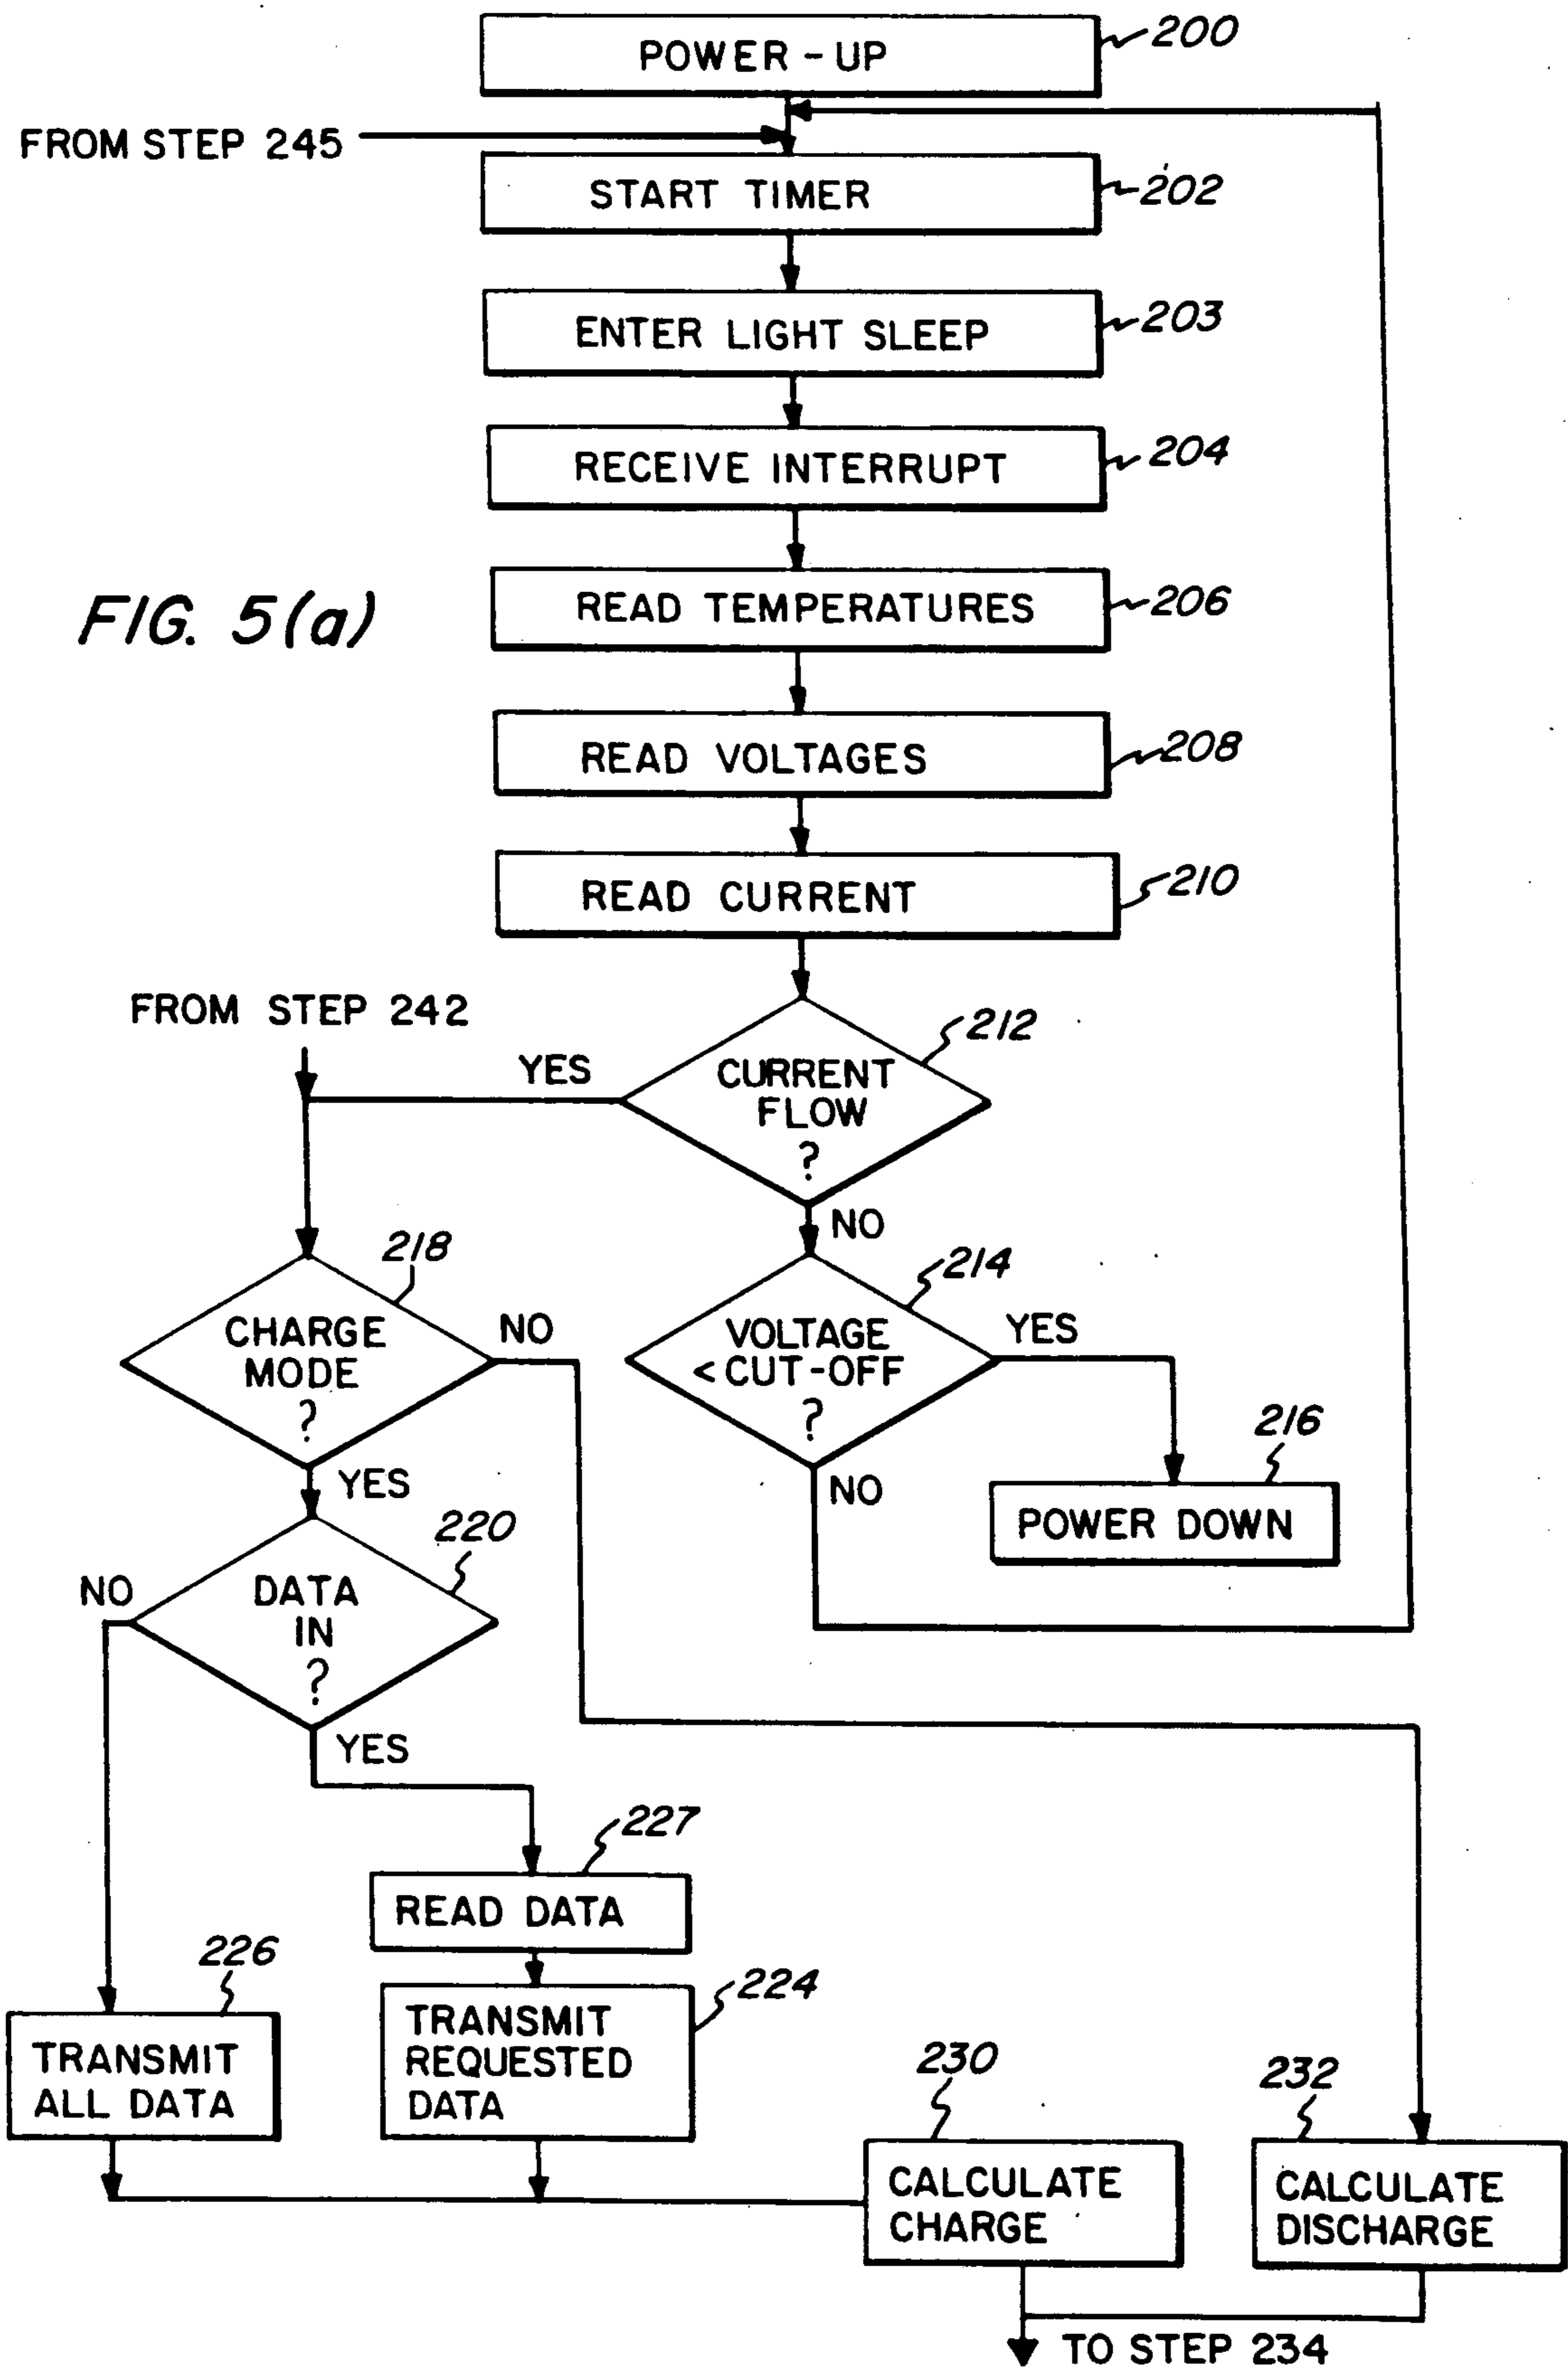 POWER - UP
200
FROM STEP 245
START TIMER
202
ENTER LIGHT SLEEP
203
RECEIVE INTERRUPT
204
FIG. 5(a)
READ TEMPERATURES
206
READ VOLTAGES
208
READ CURRENT
210
FROM STEP 242
212
YES
CURRENT
FLOW
?
NO
218
214
CHARGE
MODE
?
NO
VOLTAGE
< CUT-OFF
?
YES
216
YES
NO
POWER DOWN
220
NO
DATA
IN
?
YES
227
READ DATA
226
224
TRANSMIT
ALL DATA
TRANSMIT
REQUESTED
DATA
230
232
CALCULATE
CHARGE
CALCULATE
DISCHARGE
TO STEP 234